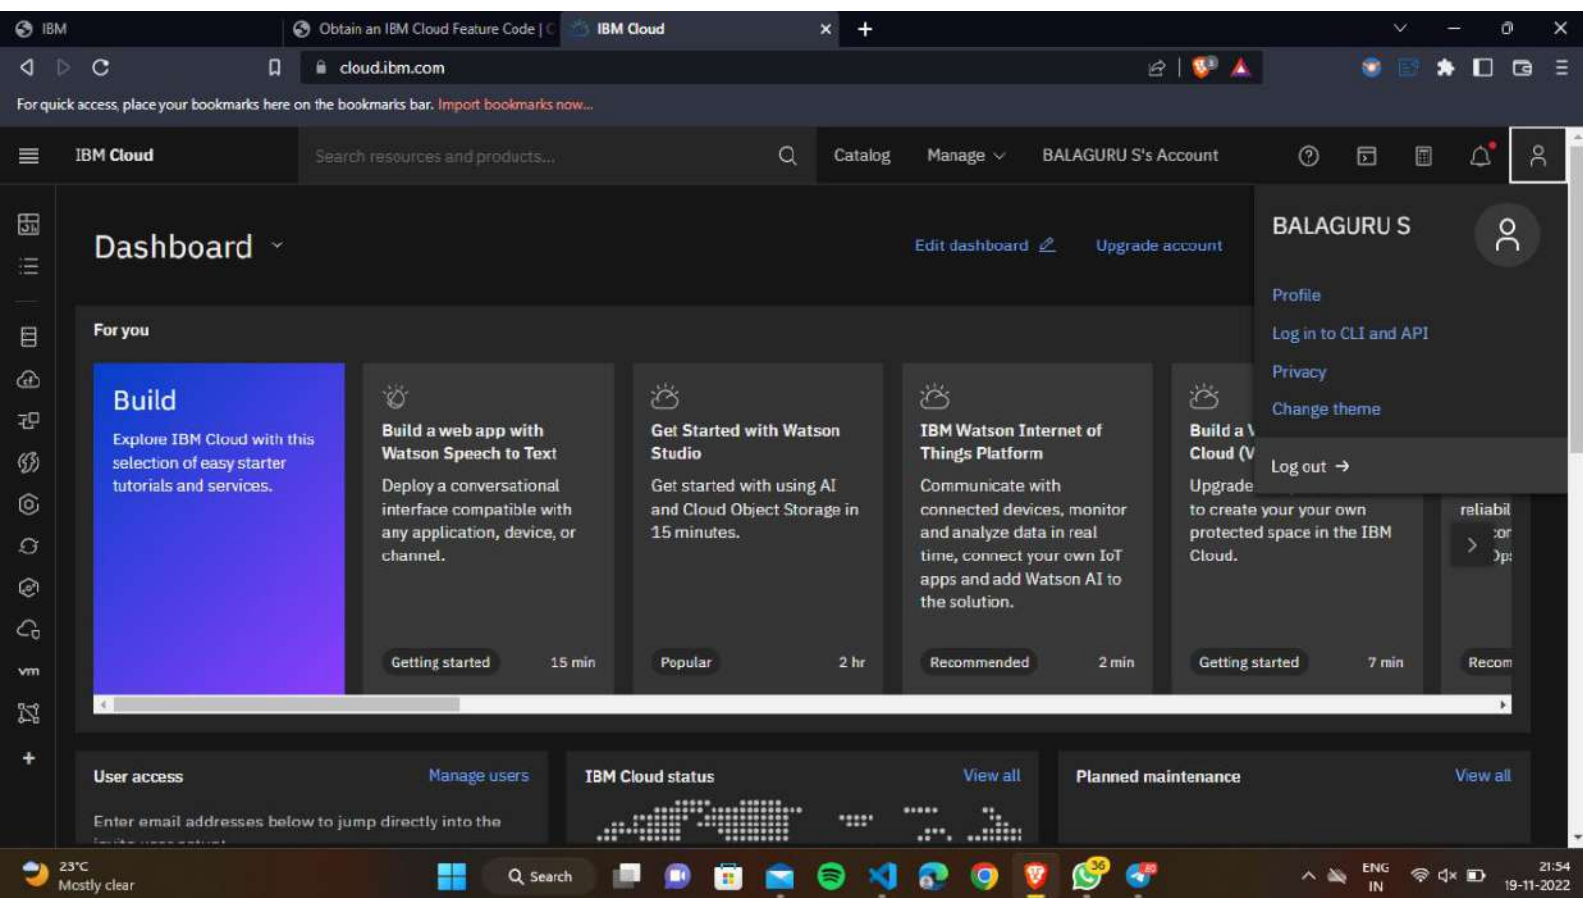 IBM
Obtain an IBM Cloud Feature Code | C
IBM Cloud
cloud.ibm.com
For quick access, place your bookmarks here on the bookmarks bar. Import bookmarks now...
IBM Cloud
Search resources and products...
Catalog
Manage
BALAGURU S's Account
Dashboard
Edit dashboard
Upgrade account
BALAGURU S
Profile
Log in to CLI and API
Privacy
Change theme
Log out →
For you
Build
Explore IBM Cloud with this
selection of easy starter
tutorials and services.
Build a web app with
Watson Speech to Text
Deploy a conversational
interface compatible with
any application, device, or
channel.
Getting started
15 min
Get Started with Watson
Studio
Get started with using AI
and Cloud Object Storage in
15 minutes.
Popular
2 hr
IBM Watson Internet of
Things Platform
Communicate with
connected devices, monitor
and analyze data in real
time, connect your own IoT
apps and add Watson AI to
the solution.
Recommended
2 min
Build a V
Cloud (V
Upgrade
to create your your own
protected space in the IBM
Cloud.
Getting started
7 min
reliabil
Recom
vm
User access
Manage users
Enter email addresses below to jump directly into the
IBM Cloud status
View all
Planned maintenance
View all
23°C
Mostly clear
Search
36
ENG
IN
21:54
19-11-2022